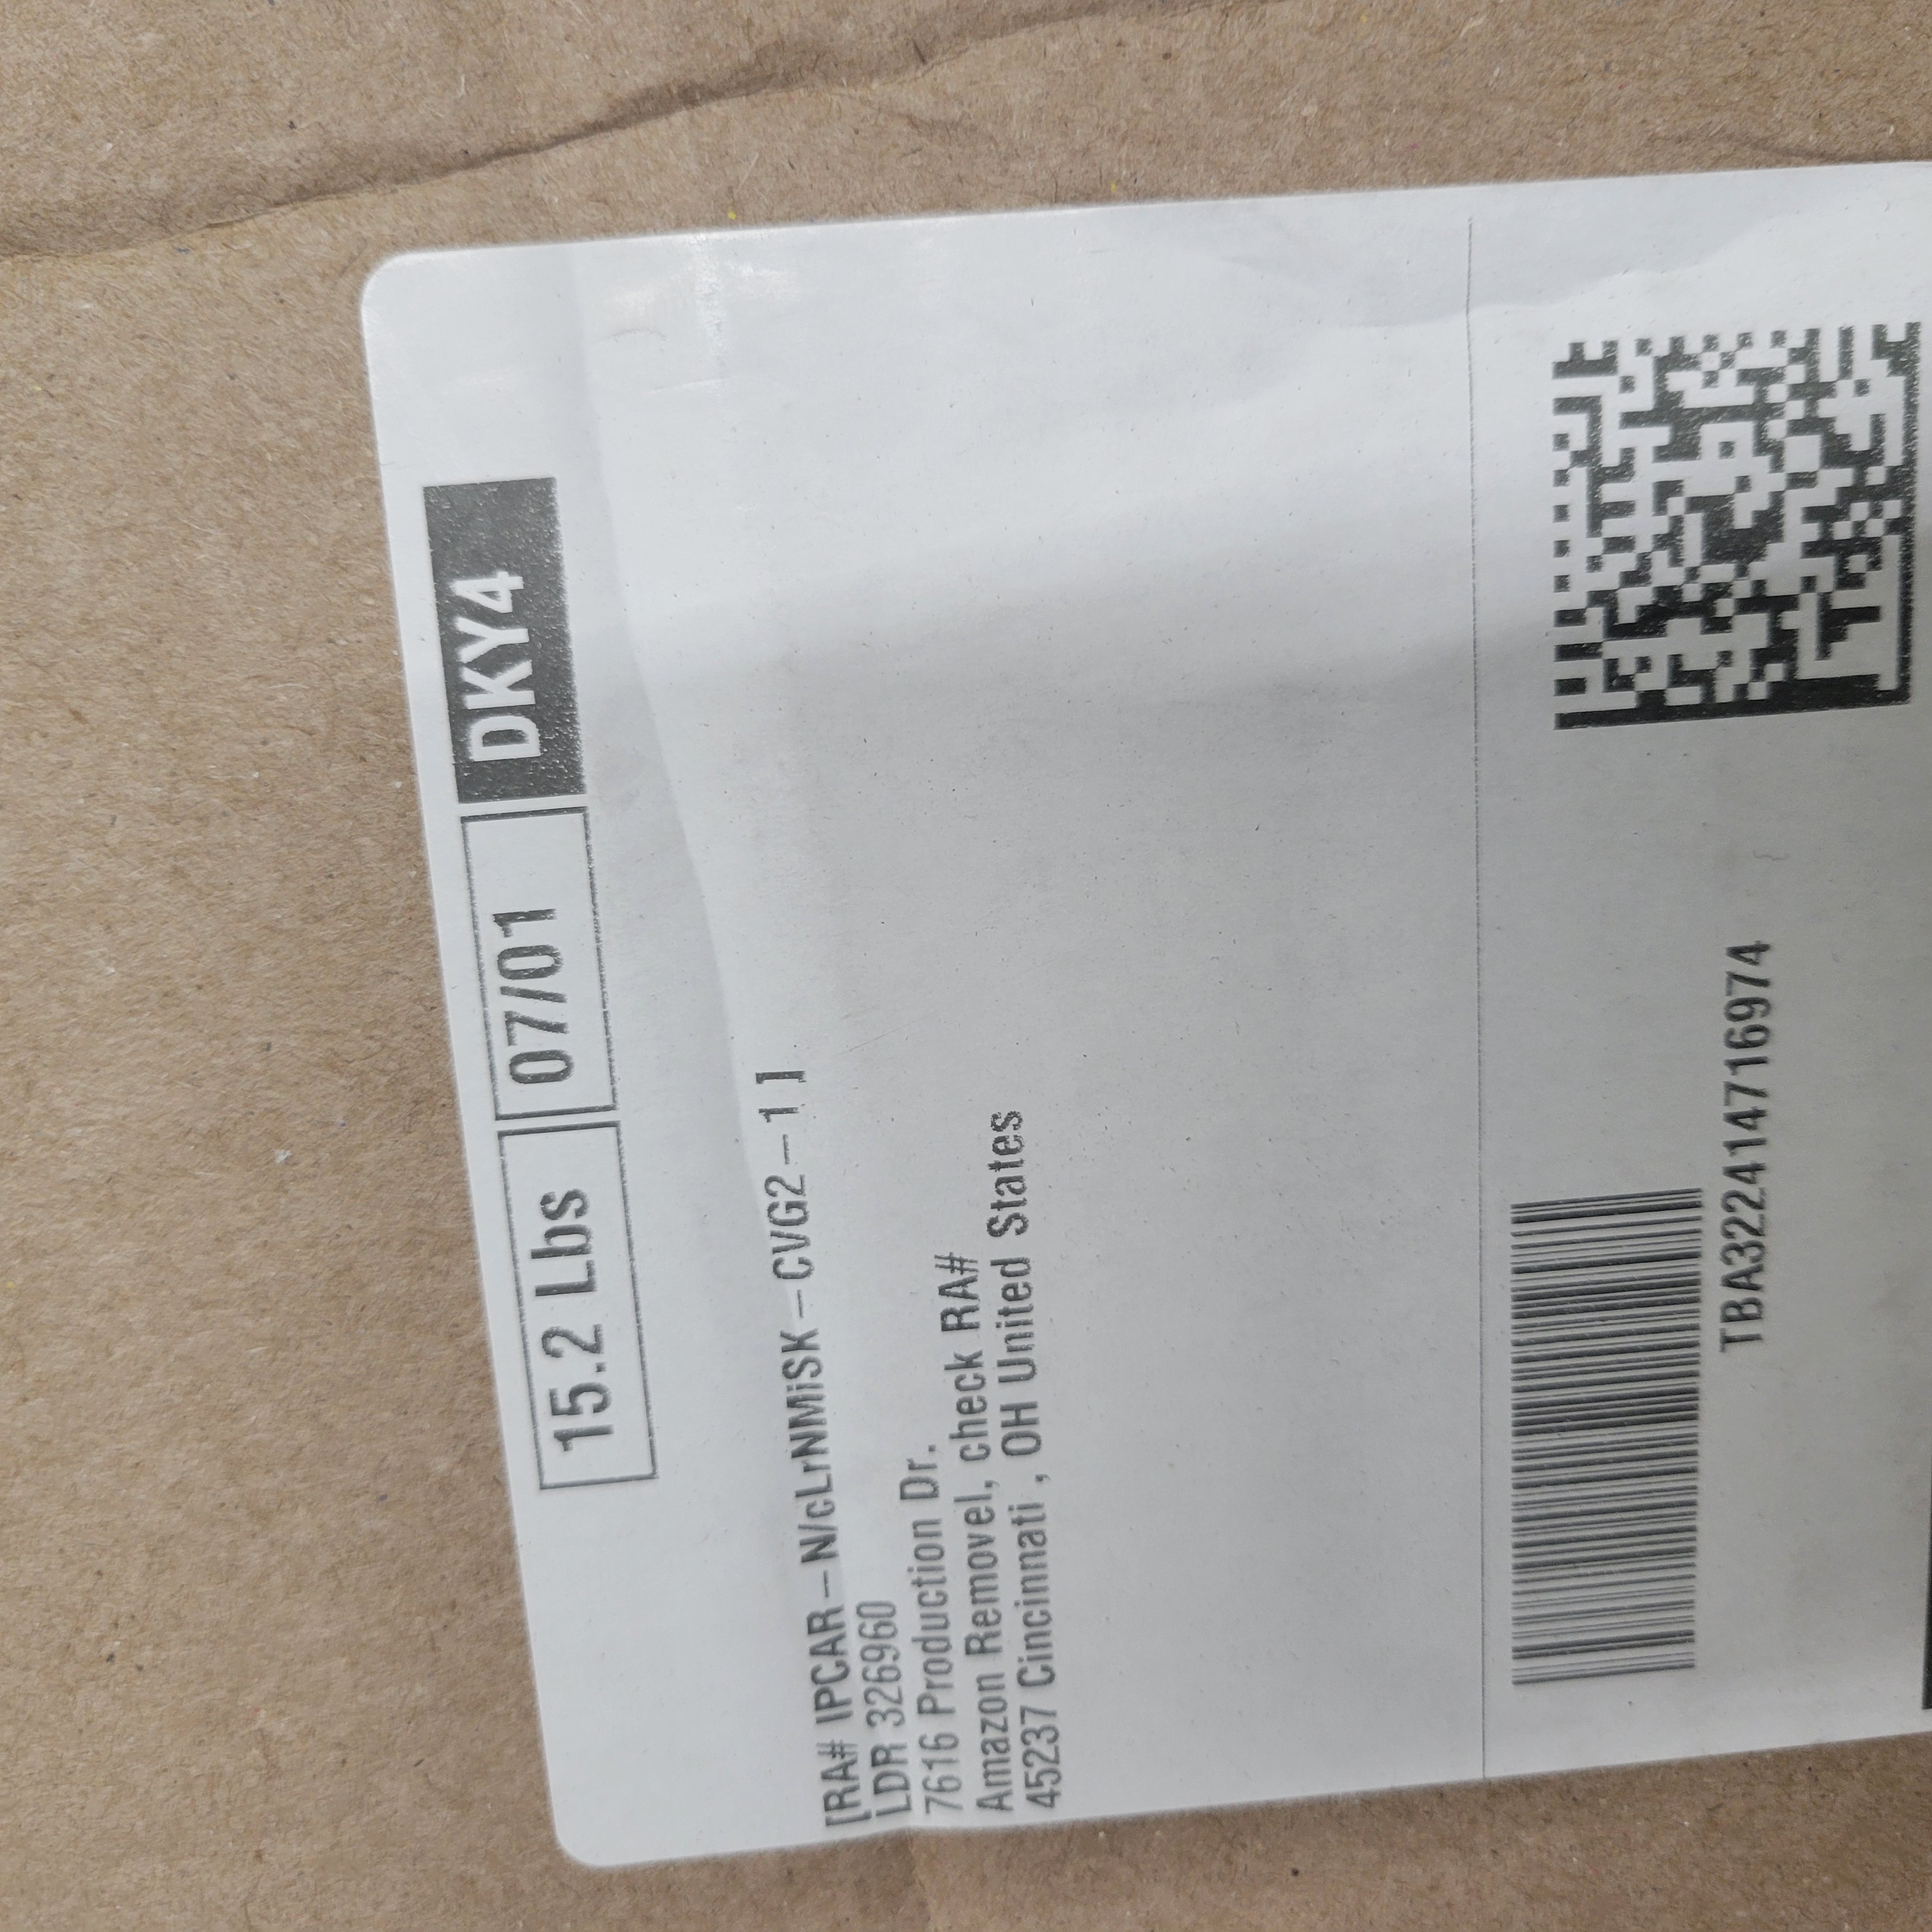 15.2 Lbs 07/01 DKY4
[RA# IPCAR-N/cLrNMiSK-CVG2-1]
LDR 326960
7616 Production Dr.
Amazon Removel, check RA#
45237 Cincinnati , OH United States
TBA322414716974